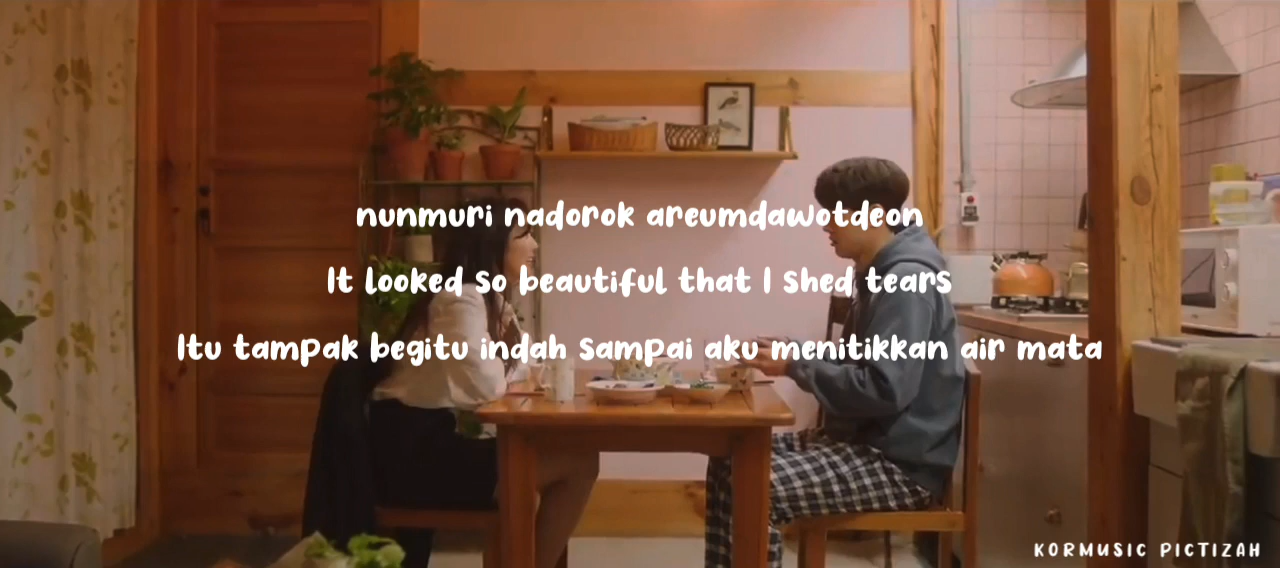 nunmuri nadorok areumdawotdeon
It looked so beautiful that I shed tears
Itu tampak begitu indah sampai aku menitikkan air mata
KORMUSIC PICTIZAH